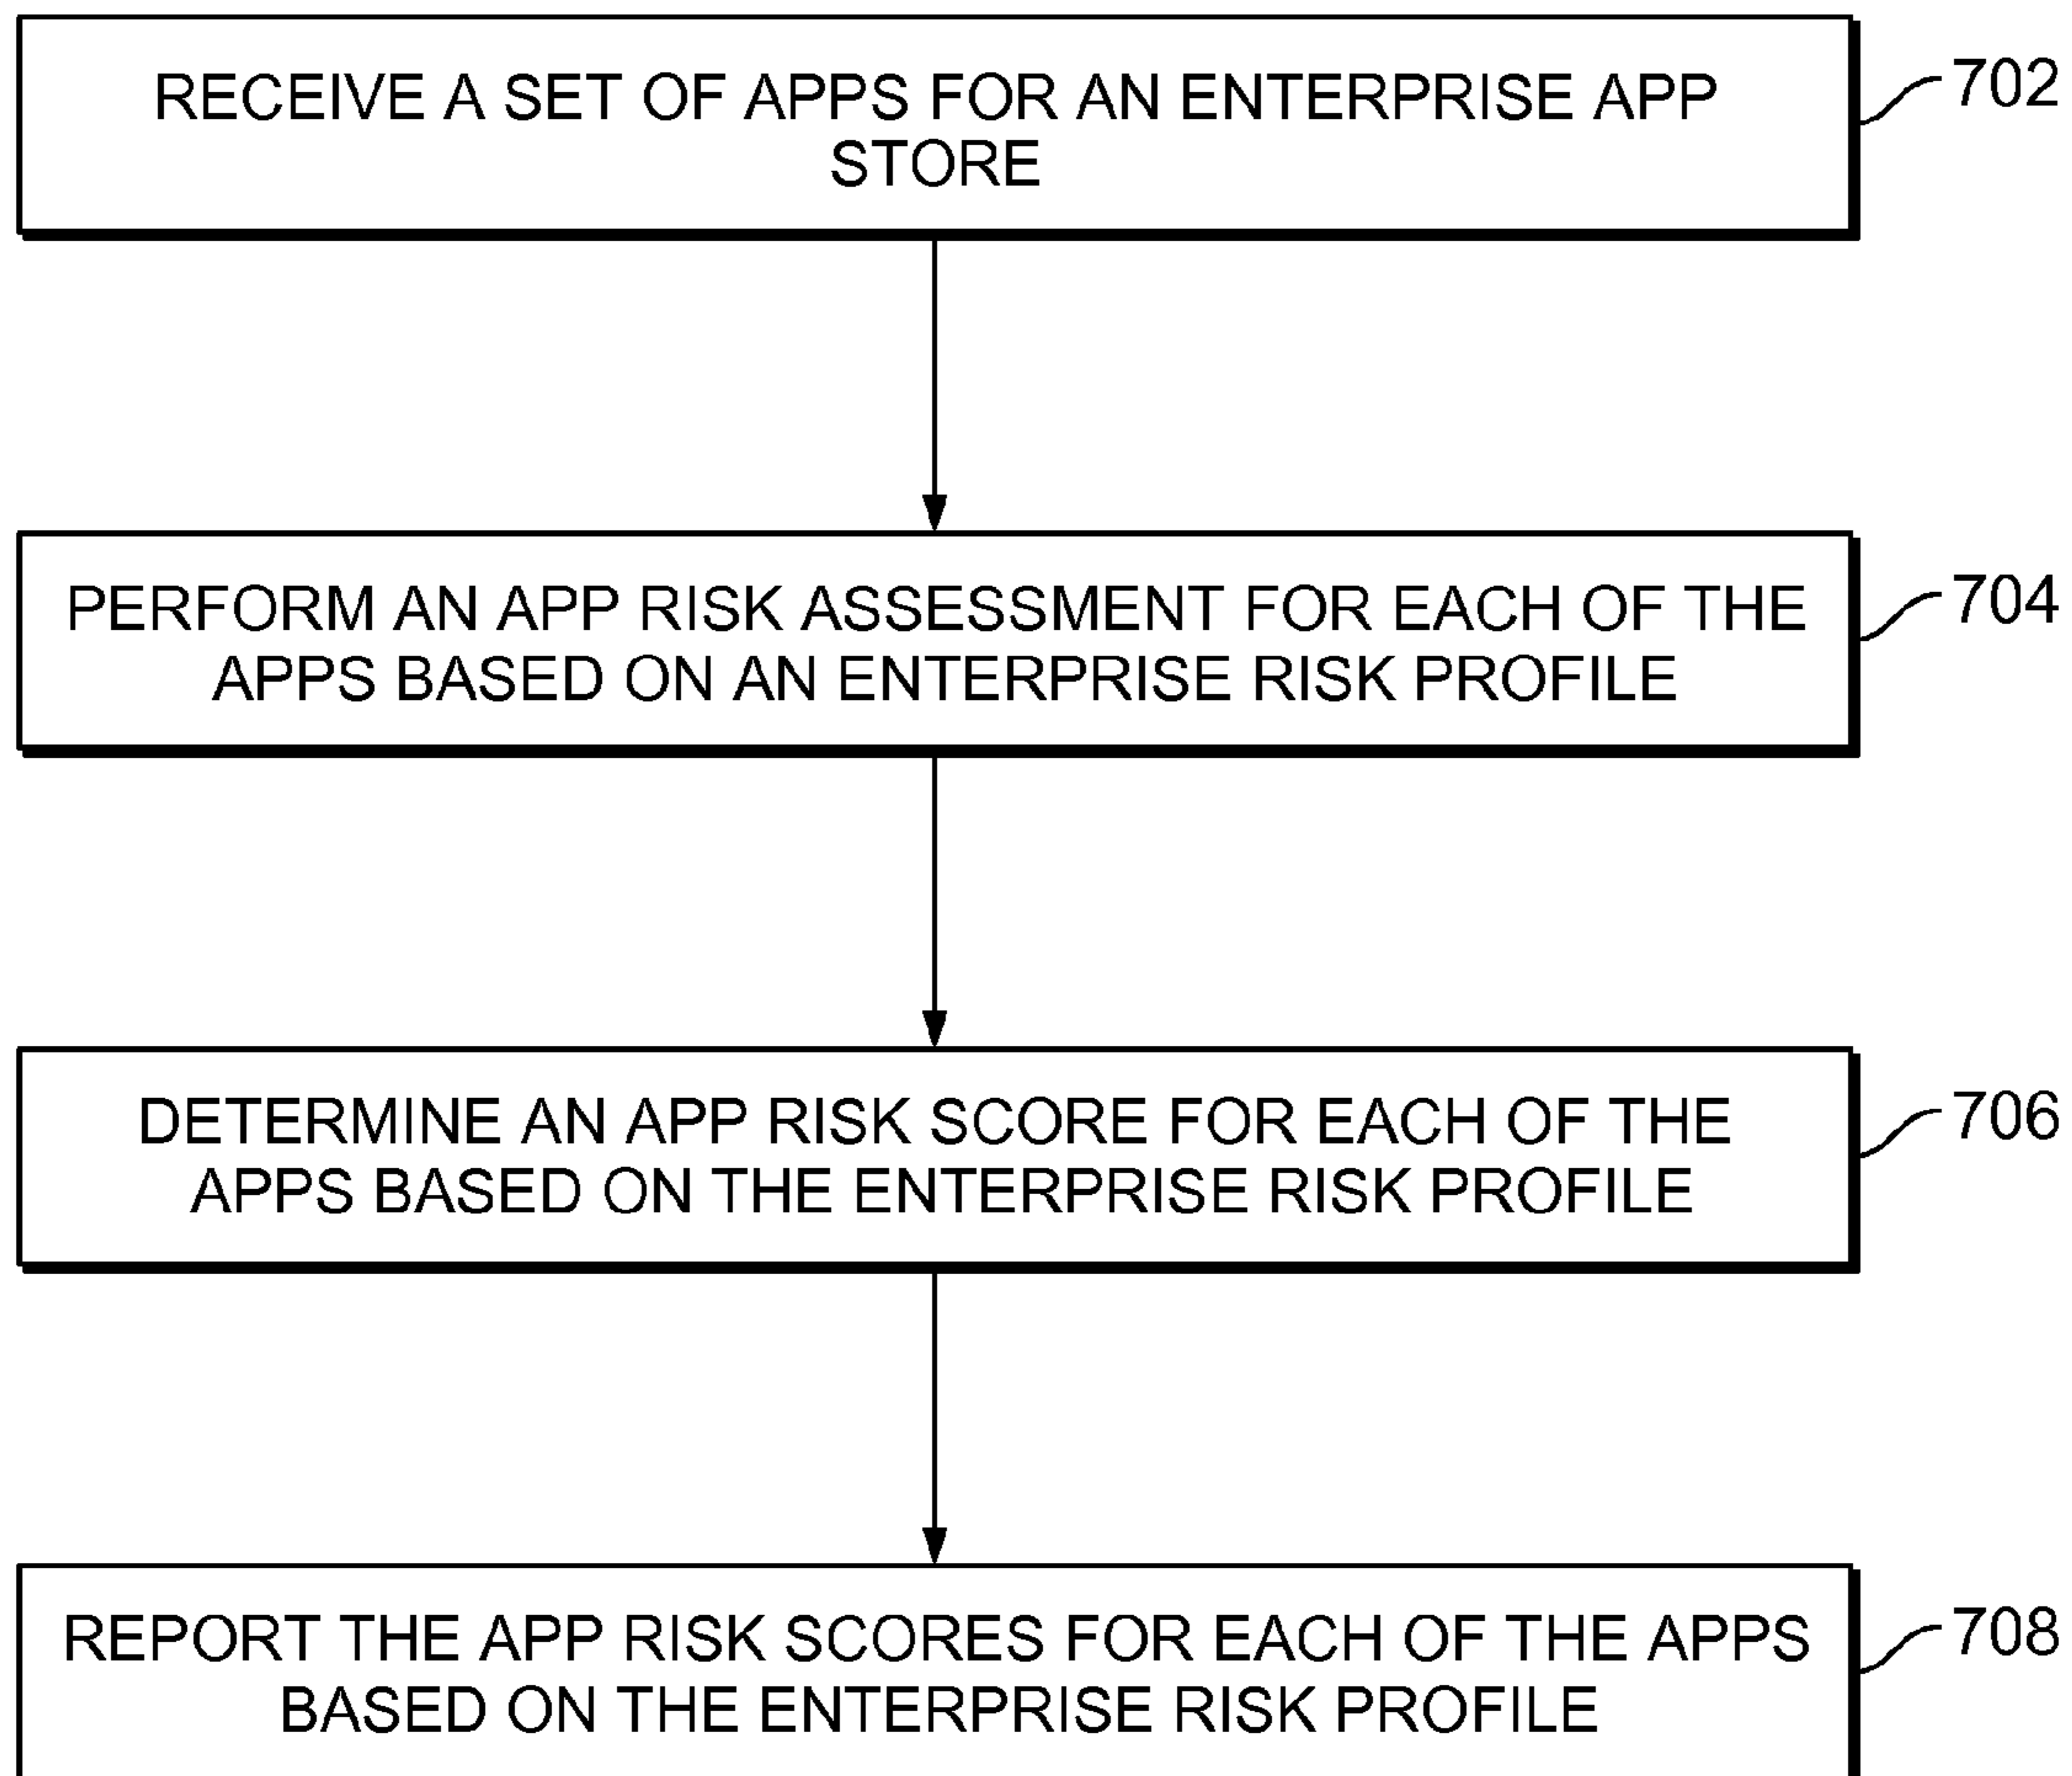 RECEIVE A SET OF APPS FOR AN ENTERPRISE APP
STORE
702
PERFORM AN APP RISK ASSESSMENT FOR EACH OF THE
APPS BASED ON AN ENTERPRISE RISK PROFILE
704
DETERMINE AN APP RISK SCORE FOR EACH OF THE
APPS BASED ON THE ENTERPRISE RISK PROFILE
706
REPORT THE APP RISK SCORES FOR EACH OF THE APPS
BASED ON THE ENTERPRISE RISK PROFILE
708